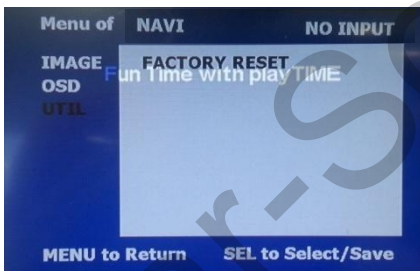 Menu of NAVI NO INPUT
IMAGE FACTORY RESET
Fun Time with playTIME
OSD
UTIL
MENU to Return SEL to Select/Save